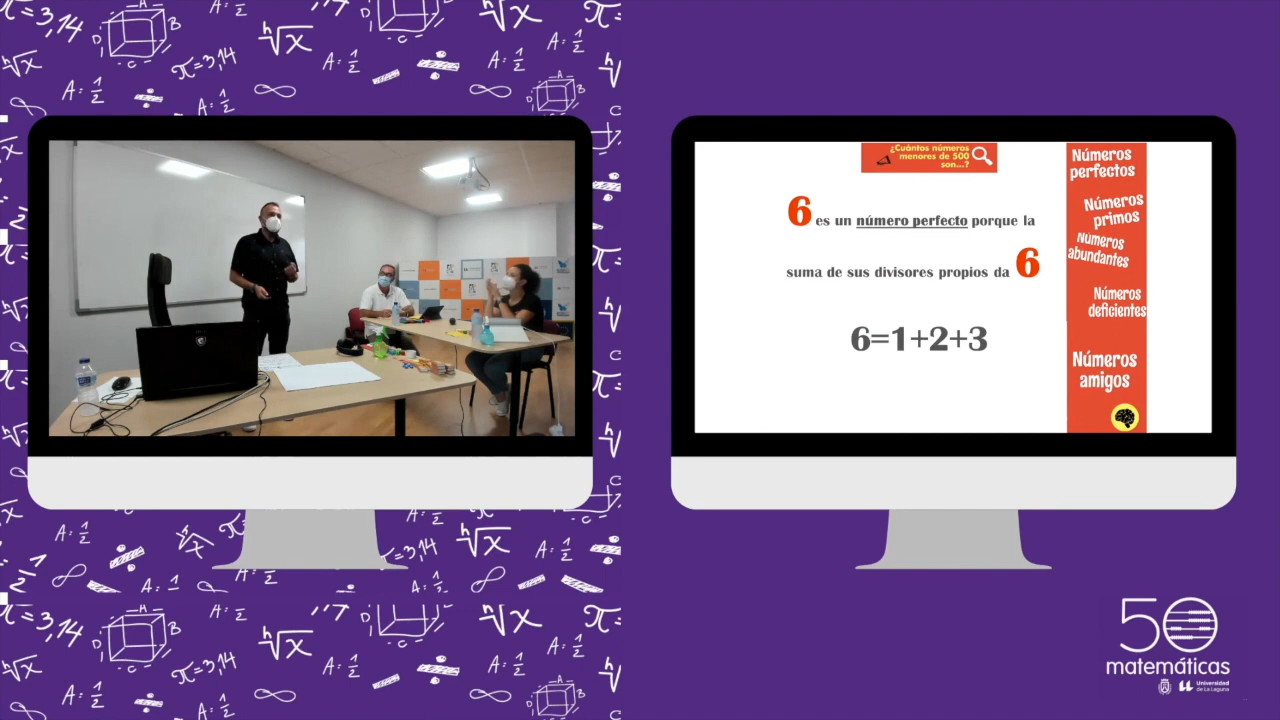 ¿Cuántos números
menores de 500
son...?
6 es un número perfecto porque la
suma de sus divisores propios da 6
6=1+2+3
Números
perfectos
Números
primos
Números
abundantes
Números
deficientes
Números
amigos
50
matemáticas
Universidad
de La Laguna
π=3,14
A=1/2
ⁿ√x
A
B
C
D